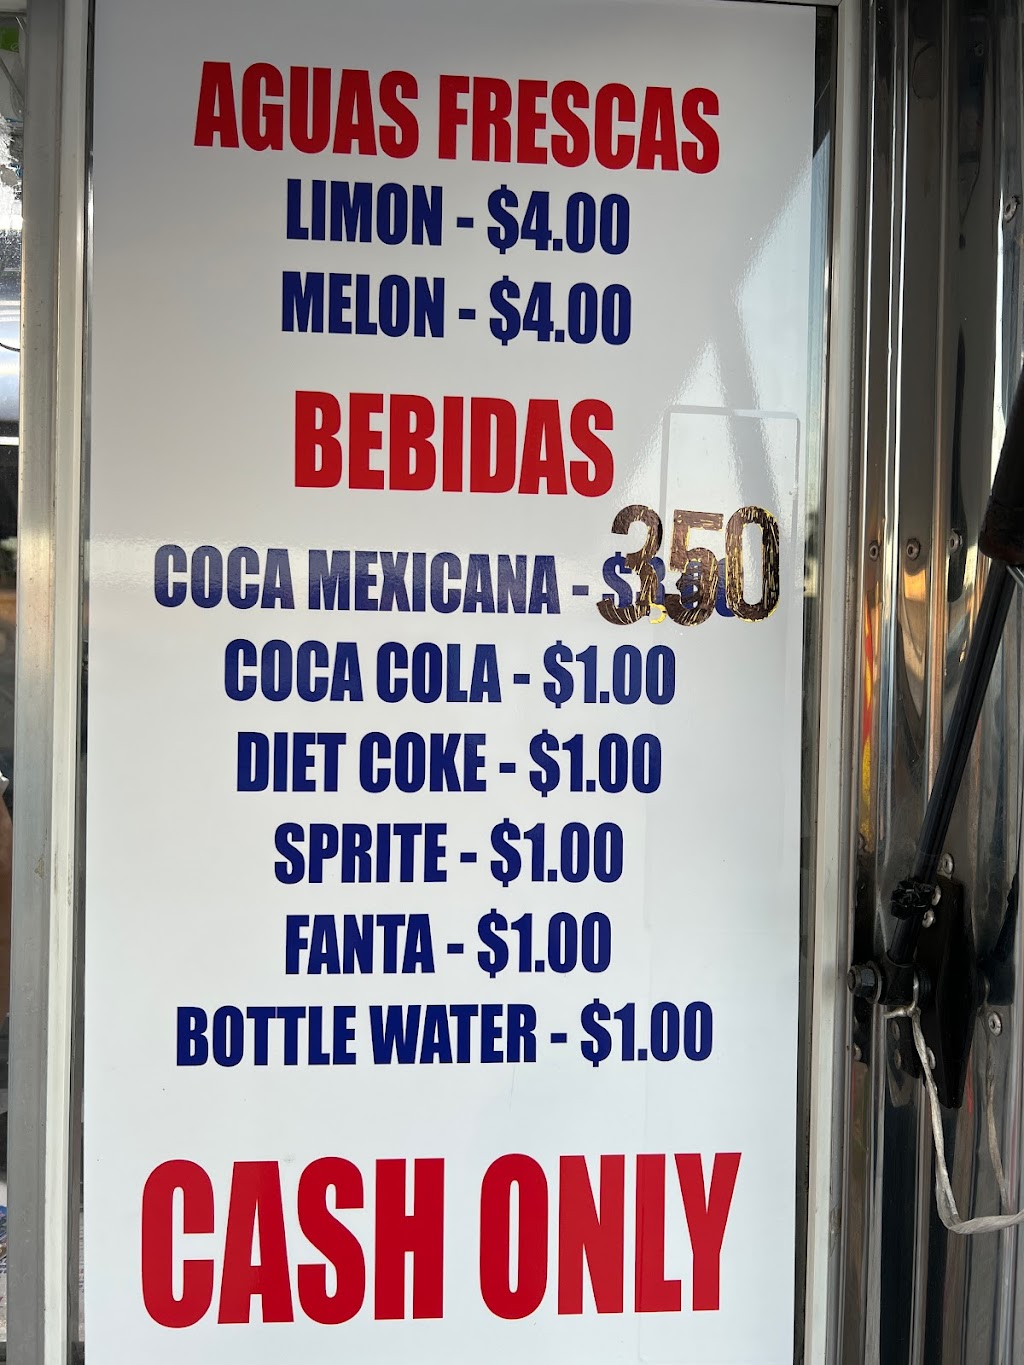 AGUAS FRESCAS
LIMON - $4.00
MELON - $4.00
BEBIDAS
COCA MEXICANA - $ 350
COCA COLA - $1.00
DIET COKE - $1.00
SPRITE - $1.00
FANTA - $1.00
BOTTLE WATER - $1.00
CASH ONLY